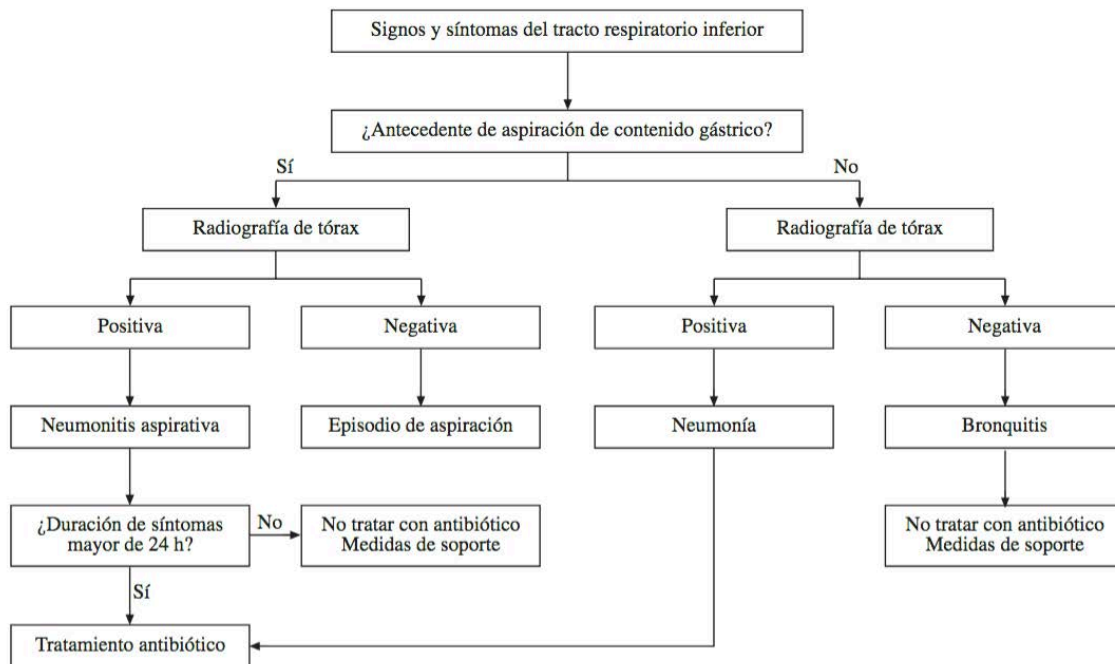 Signos y síntomas del tracto respiratorio inferior
¿Antecedente de aspiración de contenido gástrico?
Sí
No
Radiografía de tórax
Radiografía de tórax
Positiva
Negativa
Positiva
Negativa
Neumonitis aspirativa
Episodio de aspiración
Neumonía
Bronquitis
¿Duración de síntomas
mayor de 24 h?
No
No tratar con antibiótico
Medidas de soporte
No tratar con antibiótico
Medidas de soporte
Sí
Tratamiento antibiótico